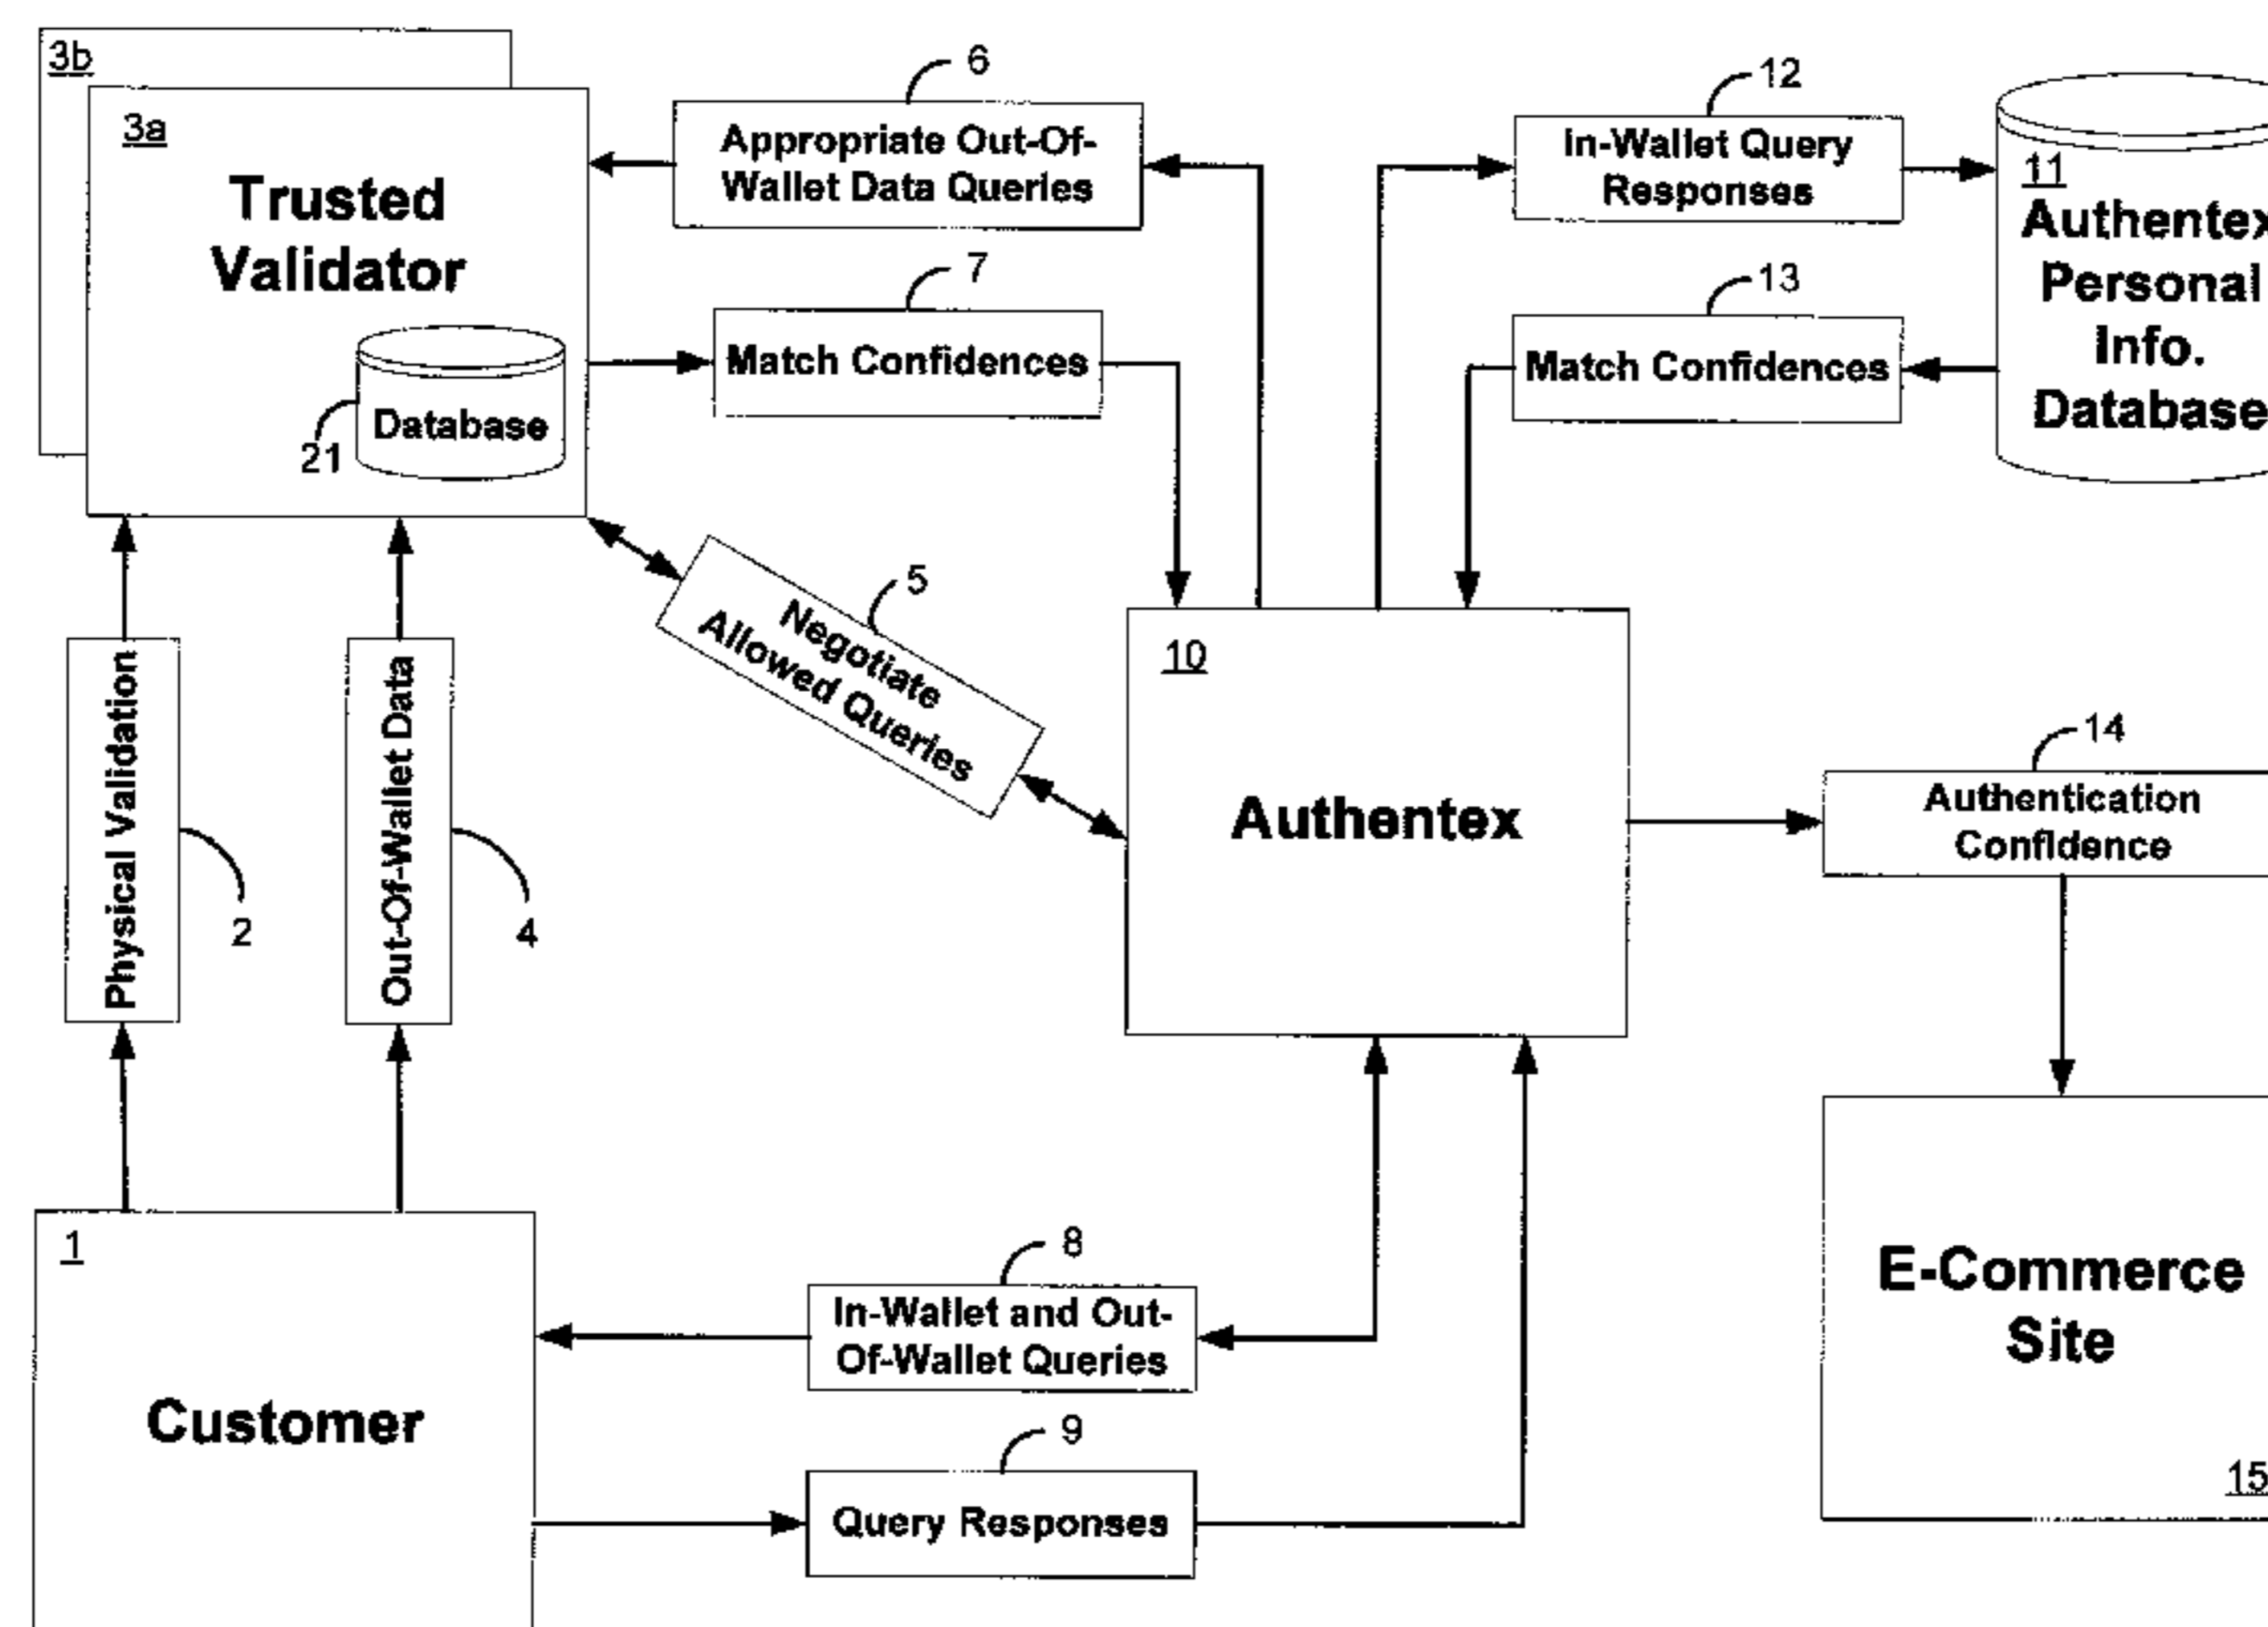 3b
3a
Trusted
Validator
Database
21
6
Appropriate Out-Of-
Wallet Data Queries
7
Match Confidences
12
In-Wallet Query
Responses
13
Match Confidences
11
Authentex
Personal
Info.
Database
5
Negotiate
Allowed Queries
10
Authentex
Physical Validation
2
Out-Of-Wallet Data
4
14
Authentication
Confidence
1
Customer
8
In-Wallet and Out-
Of-Wallet Queries
9
Query Responses
E-Commerce
Site
15